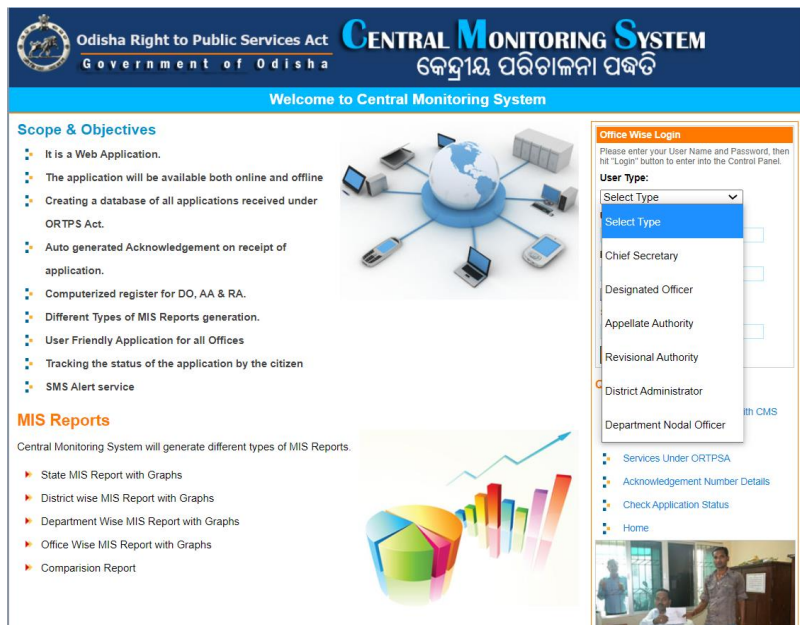 Odisha Right to Public Services Act
Government of Odisha
CENTRAL MONITORING SYSTEM
କେନ୍ଦ୍ରୀୟ ପରିଚାଳନା ପଦ୍ଧତି
Welcome to Central Monitoring System
Scope & Objectives
It is a Web Application.
The application will be available both online and offline
Creating a database of all applications received under
ORTPS Act.
Auto generated Acknowledgement on receipt of
application.
Computerized register for DO, AA & RA.
Different Types of MIS Reports generation.
User Friendly Application for all Offices
Tracking the status of the application by the citizen
SMS Alert service
MIS Reports
Central Monitoring System will generate different types of MIS Reports.
State MIS Report with Graphs
District wise MIS Report with Graphs
Department Wise MIS Report with Graphs
Office Wise MIS Report with Graphs
Comparision Report
Office Wise Login
Please enter your User Name and Password, then
hit "Login" button to enter into the Control Panel.
User Type:
Select Type
Select Type
Chief Secretary
Designated Officer
Appellate Authority
Revisional Authority
District Administrator
Department Nodal Officer
CMS
Services Under ORTPSA
Acknowledgement Number Details
Check Application Status
Home